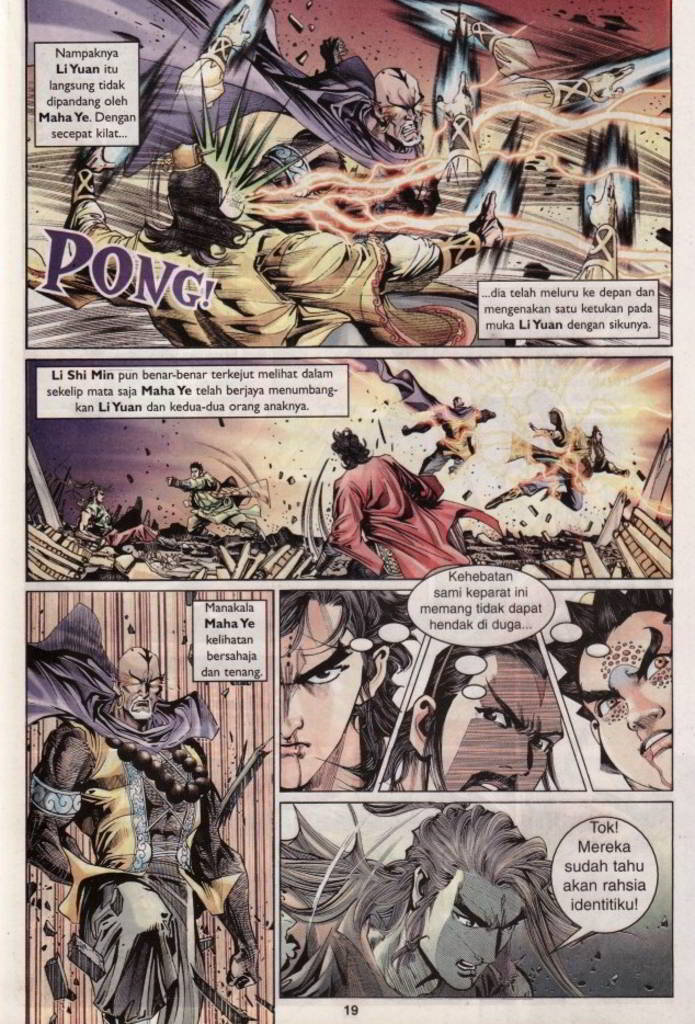 Nampaknya
Li Yuan itu
langsung tidak
dipandang oleh
Maha Ye. Dengan
secepat kilat...
PONG!
...dia telah meluru ke depan dan
mengenakan satu ketukan pada
muka Li Yuan dengan sikunya.
Li Shi Min pun benar-benar terkejut melihat dalam
sekelip mata saja Maha Ye telah berjaya menumbang-
kan Li Yuan dan kedua-dua orang anaknya.
Manakala
Maha Ye
kelihatan
bersahaja
dan tenang.
Kehebatan
sami keparat ini
memang tidak dapat
hendak di duga...
Tok!
Mereka
sudah tahu
akan rahsia
identitiku!
19